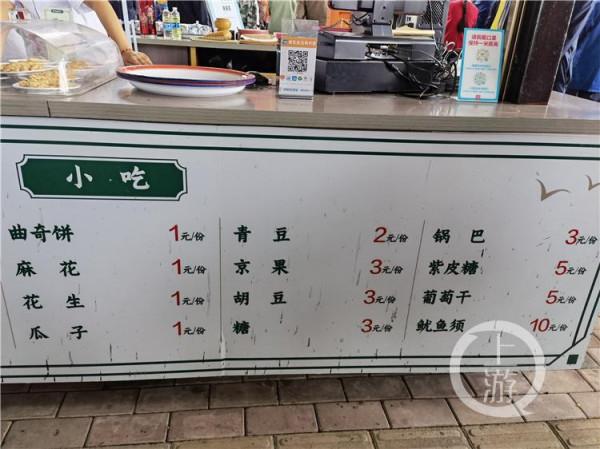 小吃
曲奇饼 1元/份
麻花 1元/份
花生 1元/份
瓜子 1元/份
青豆 2元/份
京果 3元/份
胡豆 3元/份
糖 3元/份
锅巴 3元/份
紫皮糖 5元/份
葡萄干 5元/份
鱿鱼须 10元/份
上游